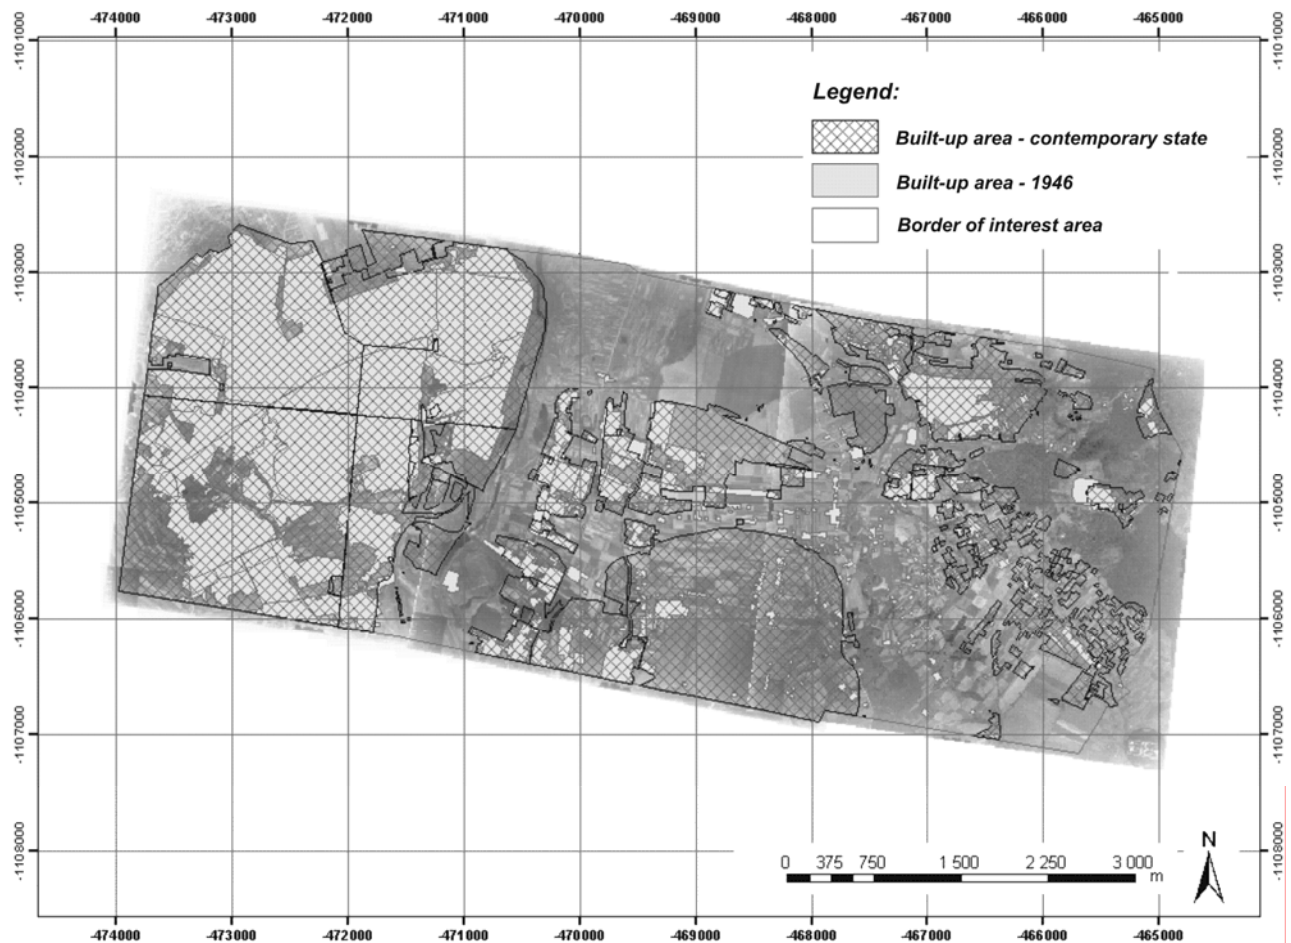 -474000 -473000 -472000 -471000 -470000 -469000 -468000 -467000 -466000 -465000
-1101000 -1101000
Legend:
Built-up area - contemporary state
-1102000 -1102000
Built-up area - 1946
Border of interest area
-1103000 -1103000
-1104000 -1104000
-1105000 -1105000
-1106000 -1106000
-1107000 -1107000
N
-1108000 -1108000
0 375 750 1 500 2 250 3 000
m
-474000 -473000 -472000 -471000 -470000 -469000 -468000 -467000 -466000 -465000